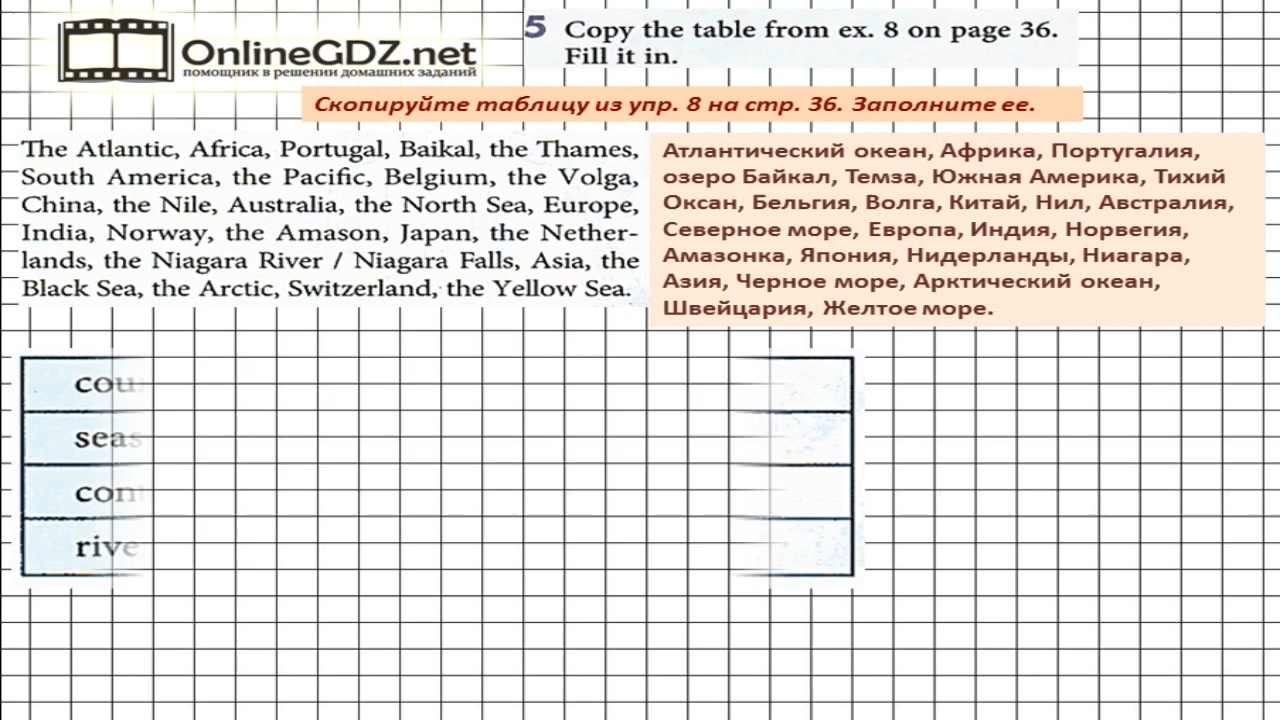 OnlineGDZ.net
помощник в решении домашних заданий
5 Copy the table from ex. 8 on page 36.
Fill it in.
Скопируйте таблицу из упр. 8 на стр. 36. Заполните ее.
The Atlantic, Africa, Portugal, Baikal, the Thames,
South America, the Pacific, Belgium, the Volga,
China, the Nile, Australia, the North Sea, Europe,
India, Norway, the Amason, Japan, the Nether-
lands, the Niagara River / Niagara Falls, Asia, the
Black Sea, the Arctic, Switzerland, the Yellow Sea.
Атлантический океан, Африка, Португалия,
озеро Байкал, Темза, Южная Америка, Тихий
Оксан, Бельгия, Волга, Китай, Нил, Австралия,
Северное море, Европа, Индия, Норвегия,
Амазонка, Япония, Нидерланды, Ниагара,
Азия, Черное море, Арктический океан,
Швейцария, Желтое море.
cou
seas
con
rive